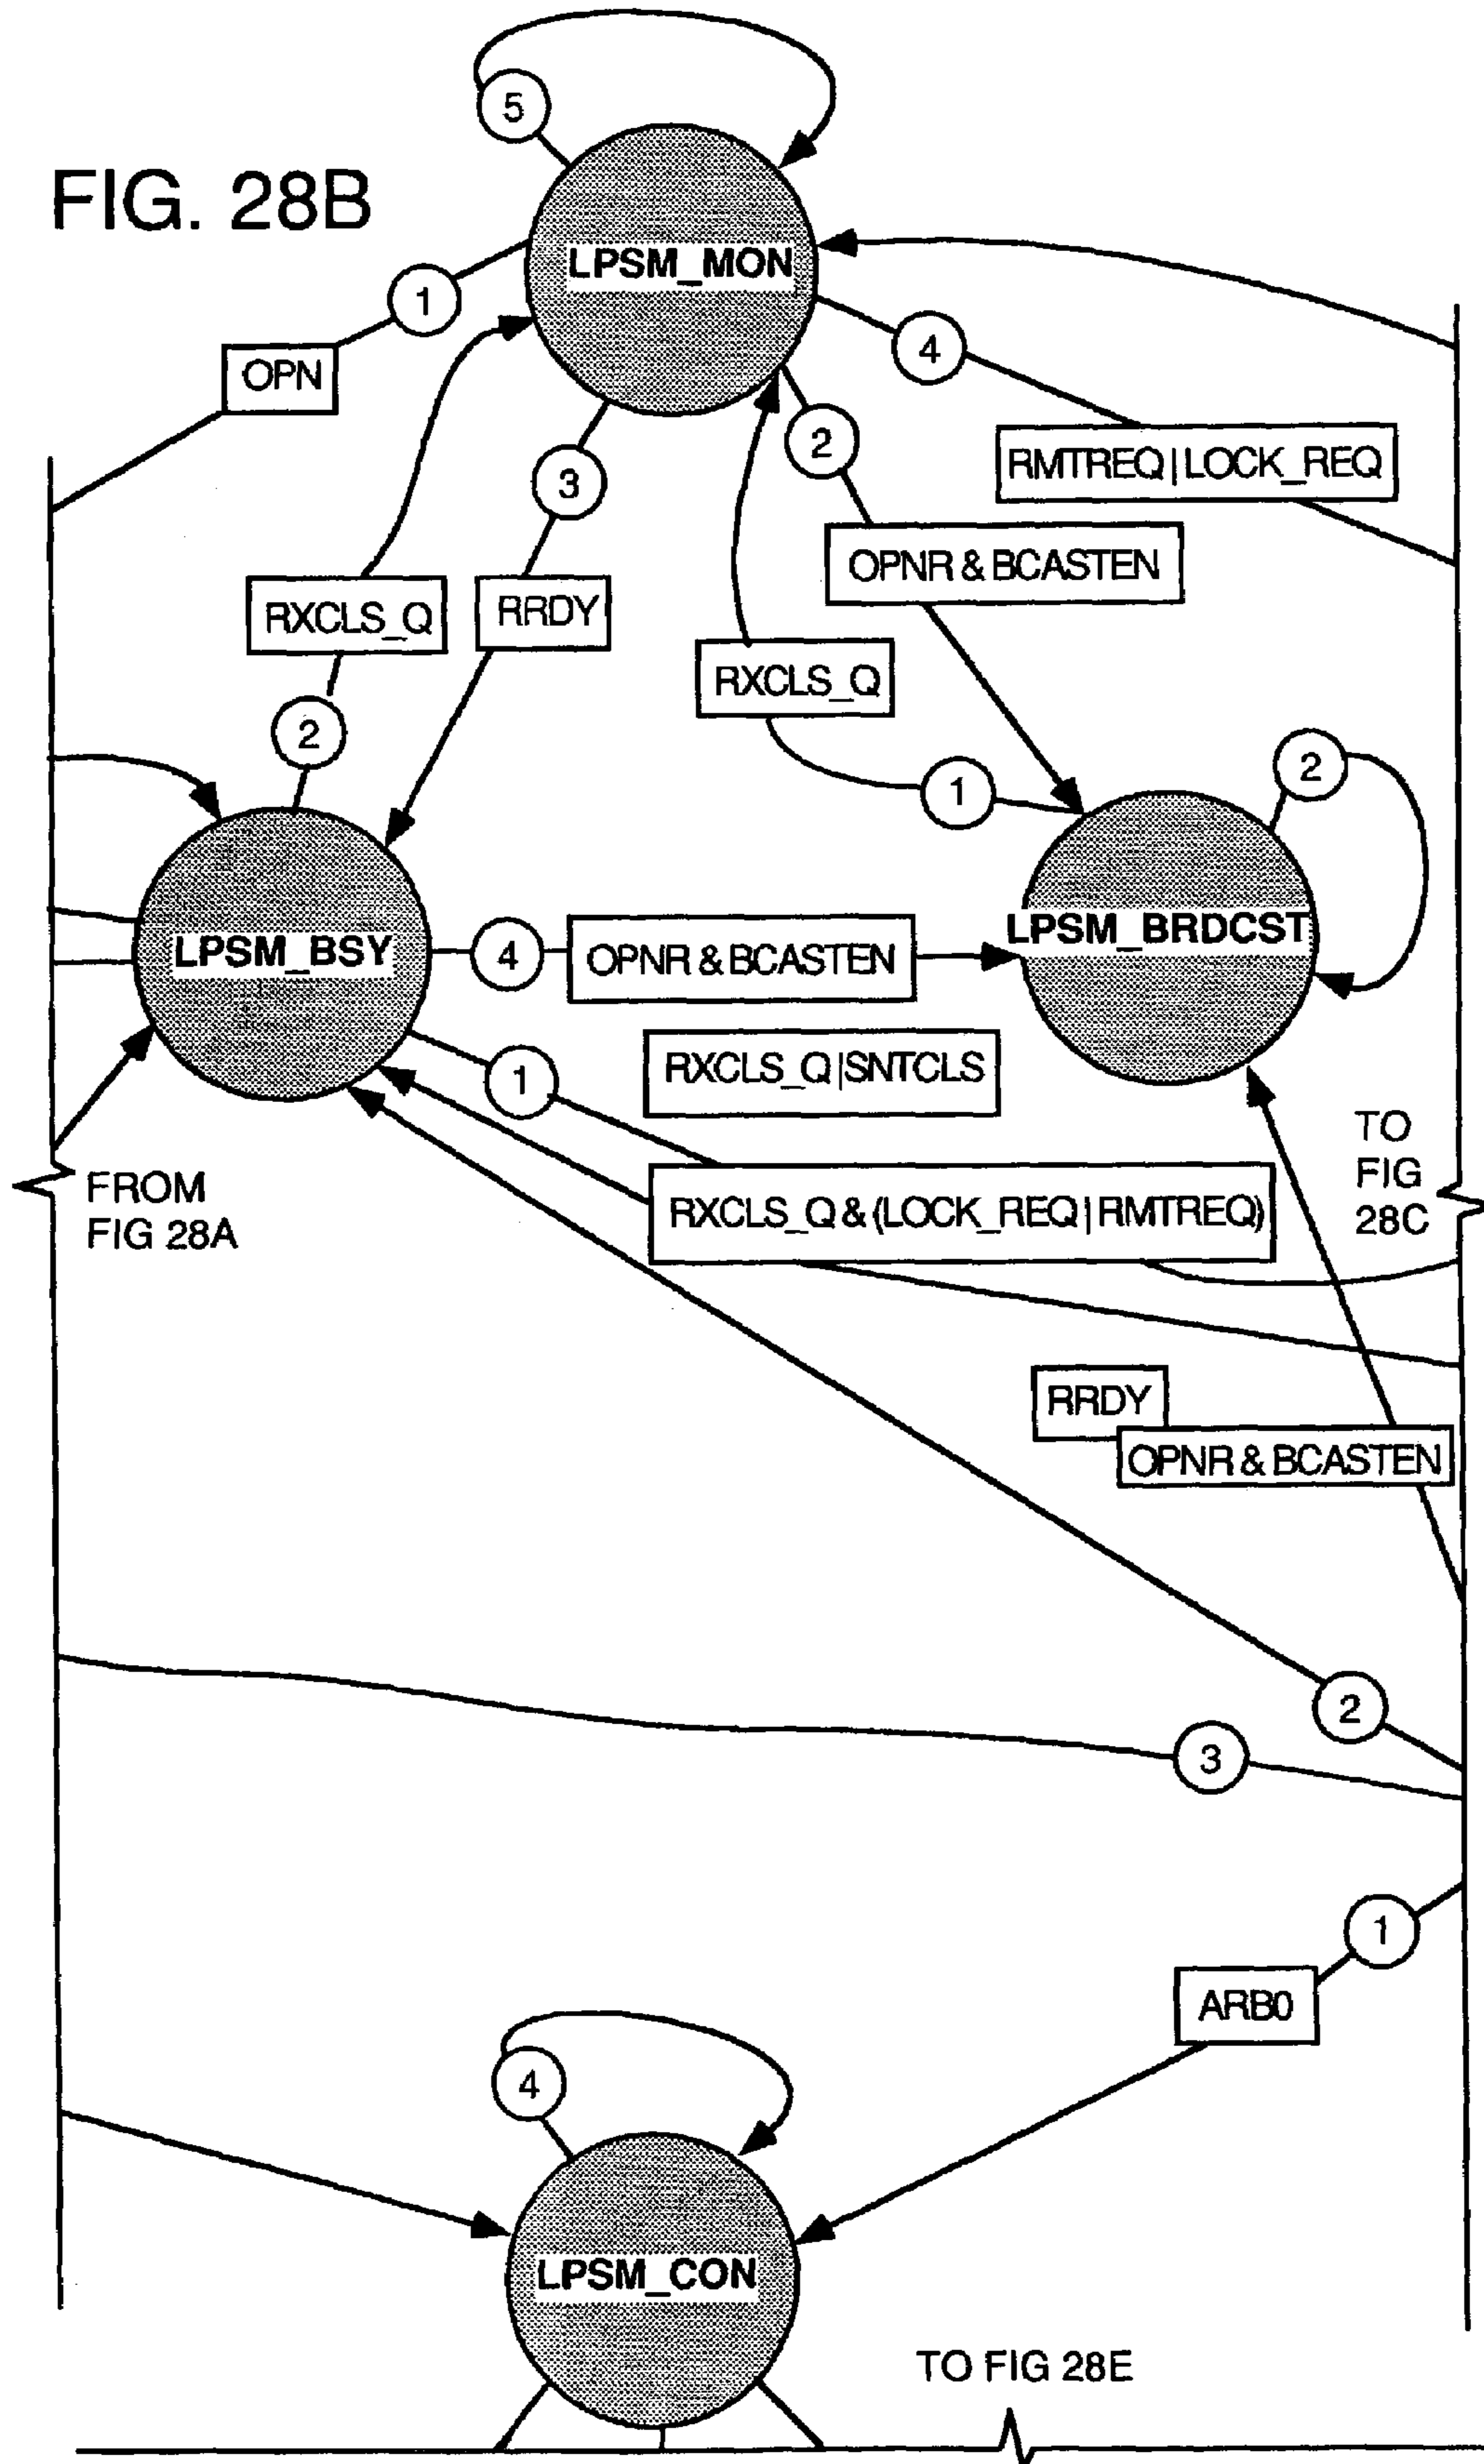 5
FIG. 28B
LPSM_MON
1
4
OPN
2
3
RMTREQ|LOCK_REQ
OPNR & BCASTEN
RXCLS_Q
RRDY
RXCLS_Q
2
2
1
LPSM_BSY
4
OPNR & BCASTEN
LPSM_BRDCST
RXCLS_Q|SNTCLS
1
TO
FIG
28C
FROM
FIG 28A
RXCLS_Q & (LOCK_REQ|RMTREQ)
RRDY
OPNR & BCASTEN
2
3
1
ARB0
4
LPSM_CON
TO FIG 28E